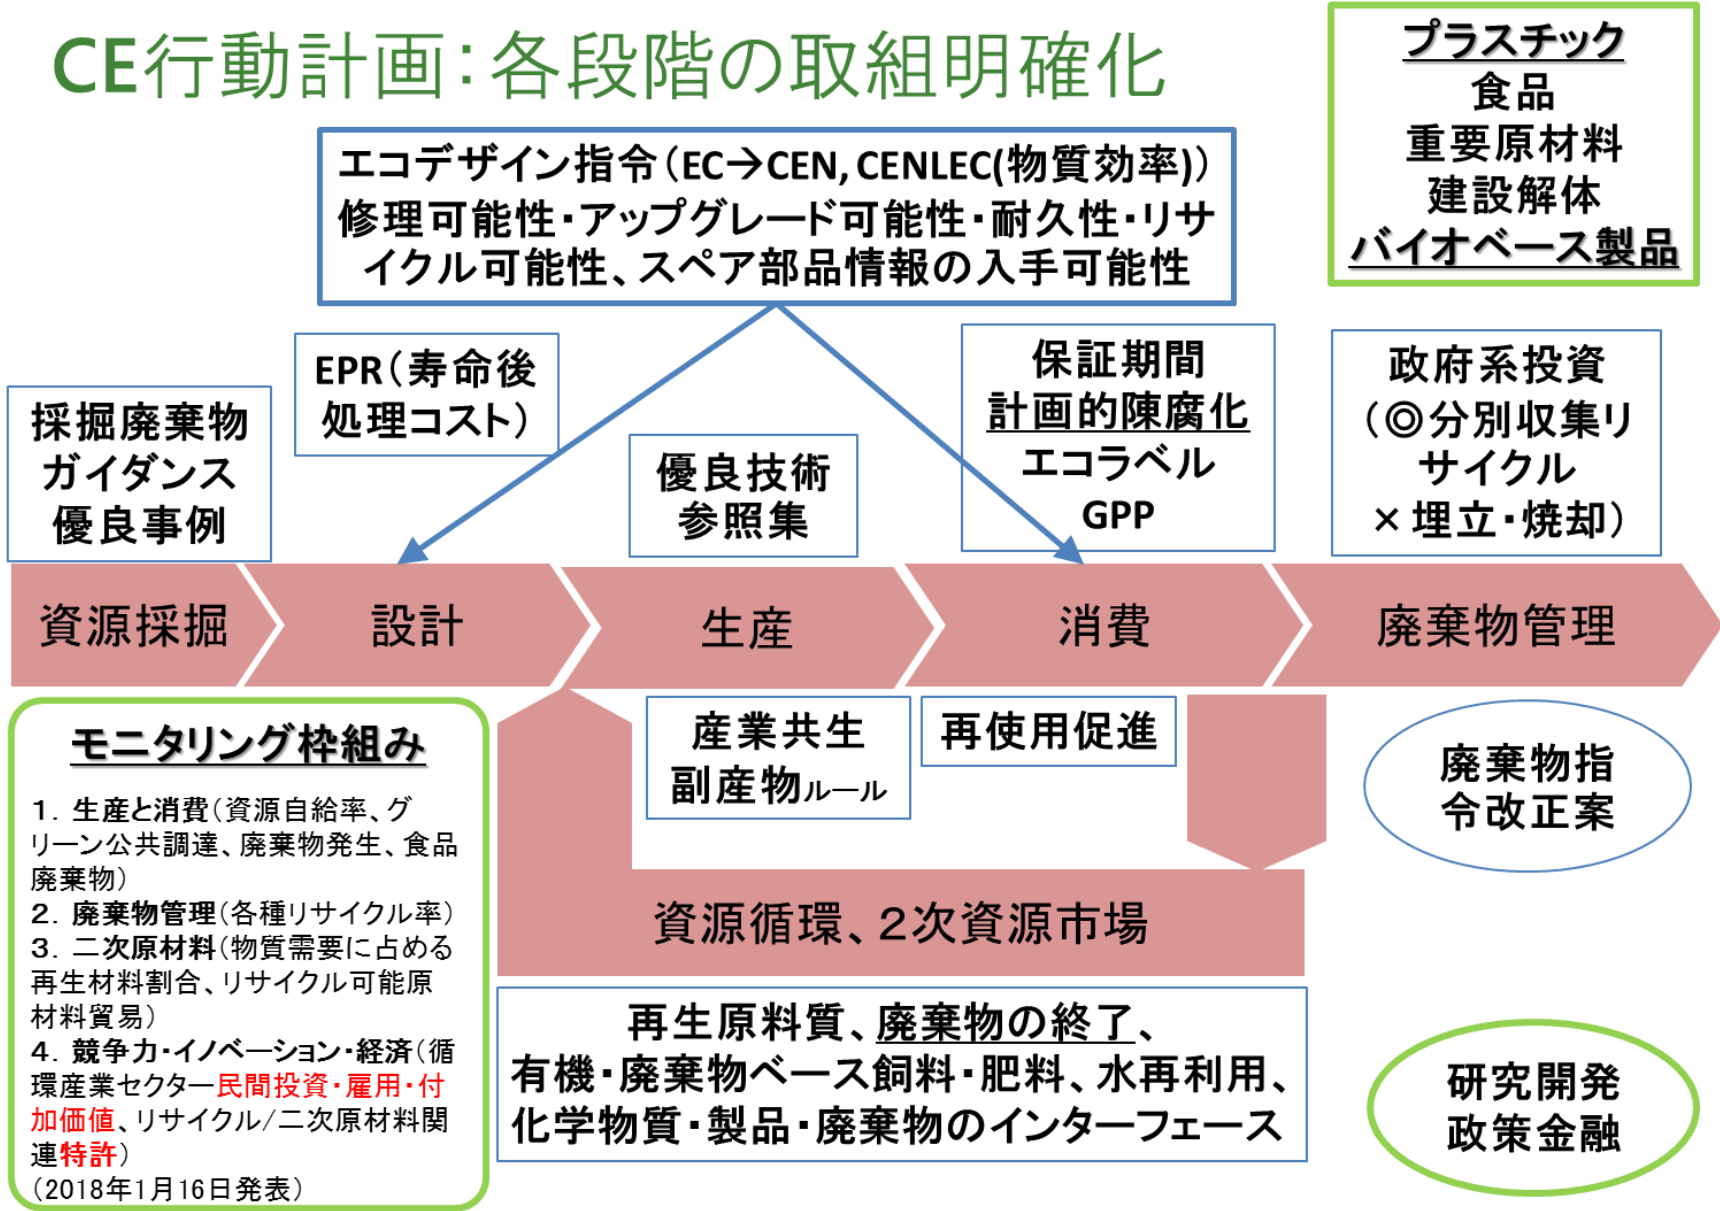 CE行動計画：各段階の取組明確化
プラスチック
食品
重要原材料
建設解体
バイオベース製品
エコデザイン指令（EC→CEN, CENLEC(物質効率)）
修理可能性・アップグレード可能性・耐久性・リサ
イクル可能性、スペア部品情報の入手可能性
採掘廃棄物
ガイダンス
優良事例
EPR（寿命後
処理コスト）
優良技術
参照集
保証期間
計画的陳腐化
エコラベル
GPP
政府系投資
（◎分別収集リ
サイクル
×埋立・焼却）
資源採掘
設計
生産
消費
廃棄物管理
モニタリング枠組み
1．生産と消費（資源自給率、グ
リーン公共調達、廃棄物発生、食品
廃棄物）
2．廃棄物管理（各種リサイクル率）
3．二次原材料（物質需要に占める
再生材料割合、リサイクル可能原
材料貿易）
4．競争力・イノベーション・経済（循
環産業セクター民間投資・雇用・付
加価値、リサイクル/二次原材料関
連特許）
（2018年1月16日発表）
産業共生
副産物ルール
再使用促進
廃棄物指
令改正案
資源循環、２次資源市場
再生原料質、廃棄物の終了、
有機・廃棄物ベース飼料・肥料、水再利用、
化学物質・製品・廃棄物のインターフェース
研究開発
政策金融